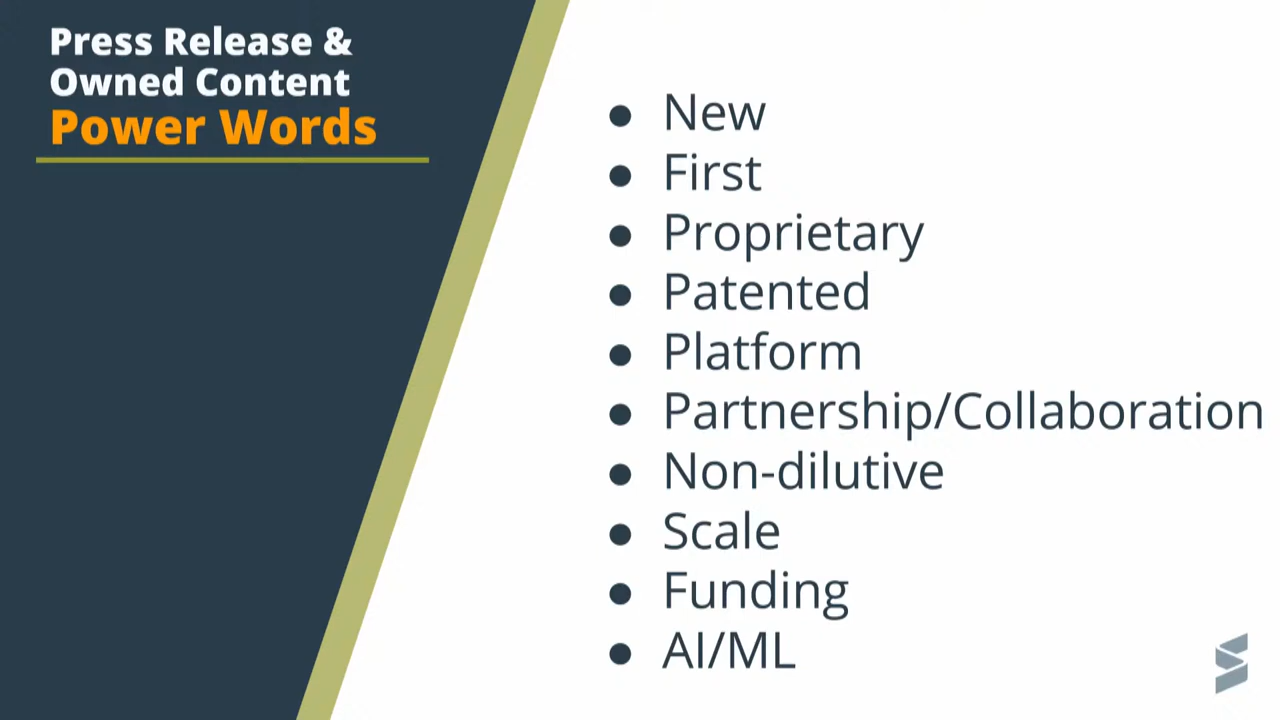 Press Release &
Owned Content
Power Words
● New
● First
● Proprietary
● Patented
● Platform
● Partnership/Collaboration
● Non-dilutive
● Scale
● Funding
● AI/ML